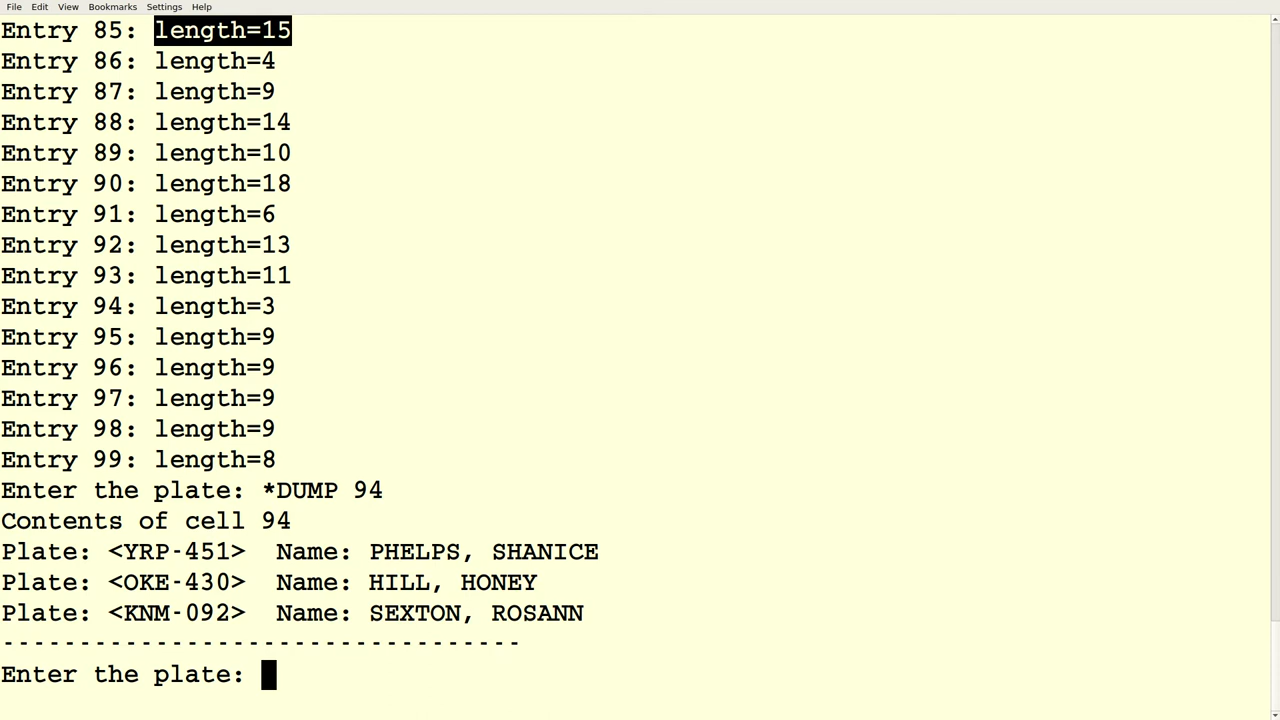 File Edit View Bookmarks Settings Help
Entry 85: length=15
Entry 86: length=4
Entry 87: length=9
Entry 88: length=14
Entry 89: length=10
Entry 90: length=18
Entry 91: length=6
Entry 92: length=13
Entry 93: length=11
Entry 94: length=3
Entry 95: length=9
Entry 96: length=9
Entry 97: length=9
Entry 98: length=9
Entry 99: length=8
Enter the plate: *DUMP 94
Contents of cell 94
Plate: <YRP-451>  Name: PHELPS, SHANICE
Plate: <OKE-430>  Name: HILL, HONEY
Plate: <KNM-092>  Name: SEXTON, ROSANN
----------------------------------
Enter the plate: